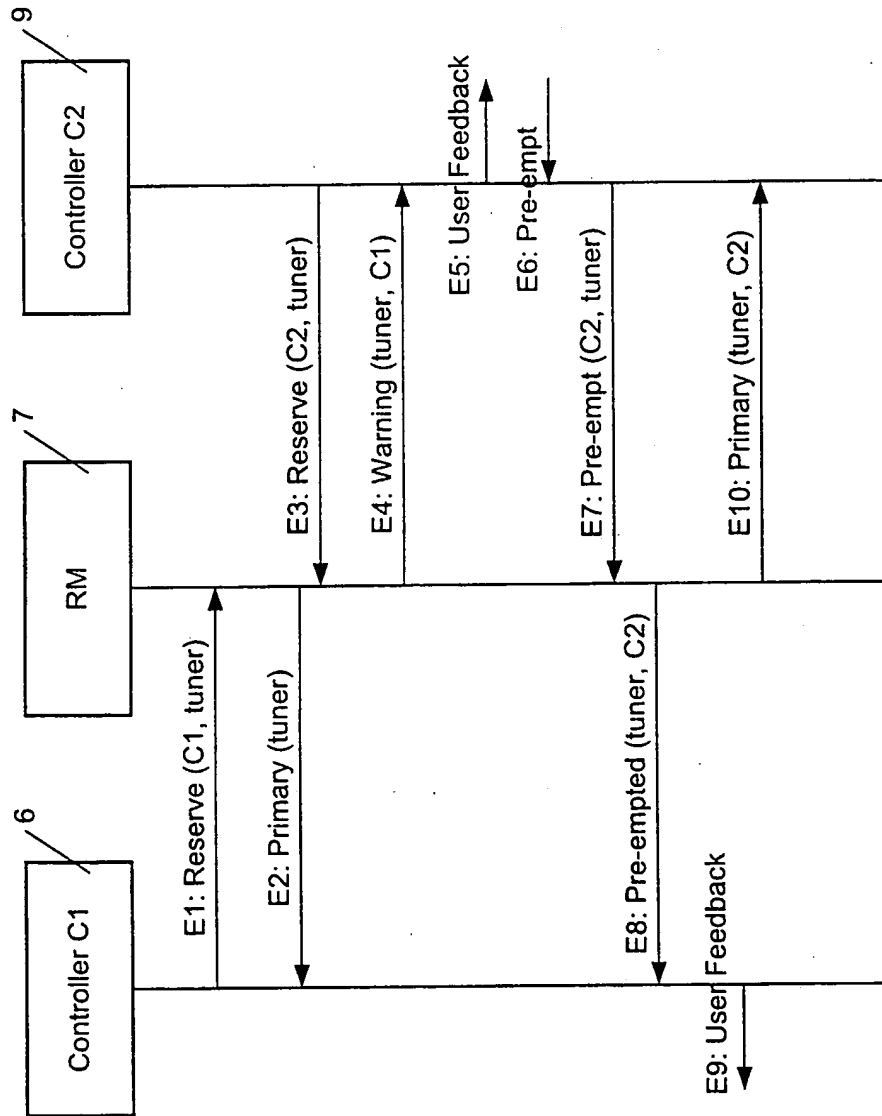 Controller C1
6
RM
7
Controller C2
9
E1: Reserve (C1, tuner)
E2: Primary (tuner)
E3: Reserve (C2, tuner)
E4: Warning (tuner, C1)
E5: User Feedback
E6: Pre-empt
E7: Pre-empt (C2, tuner)
E8: Pre-empted (tuner, C2)
E9: User Feedback
E10: Primary (tuner, C2)